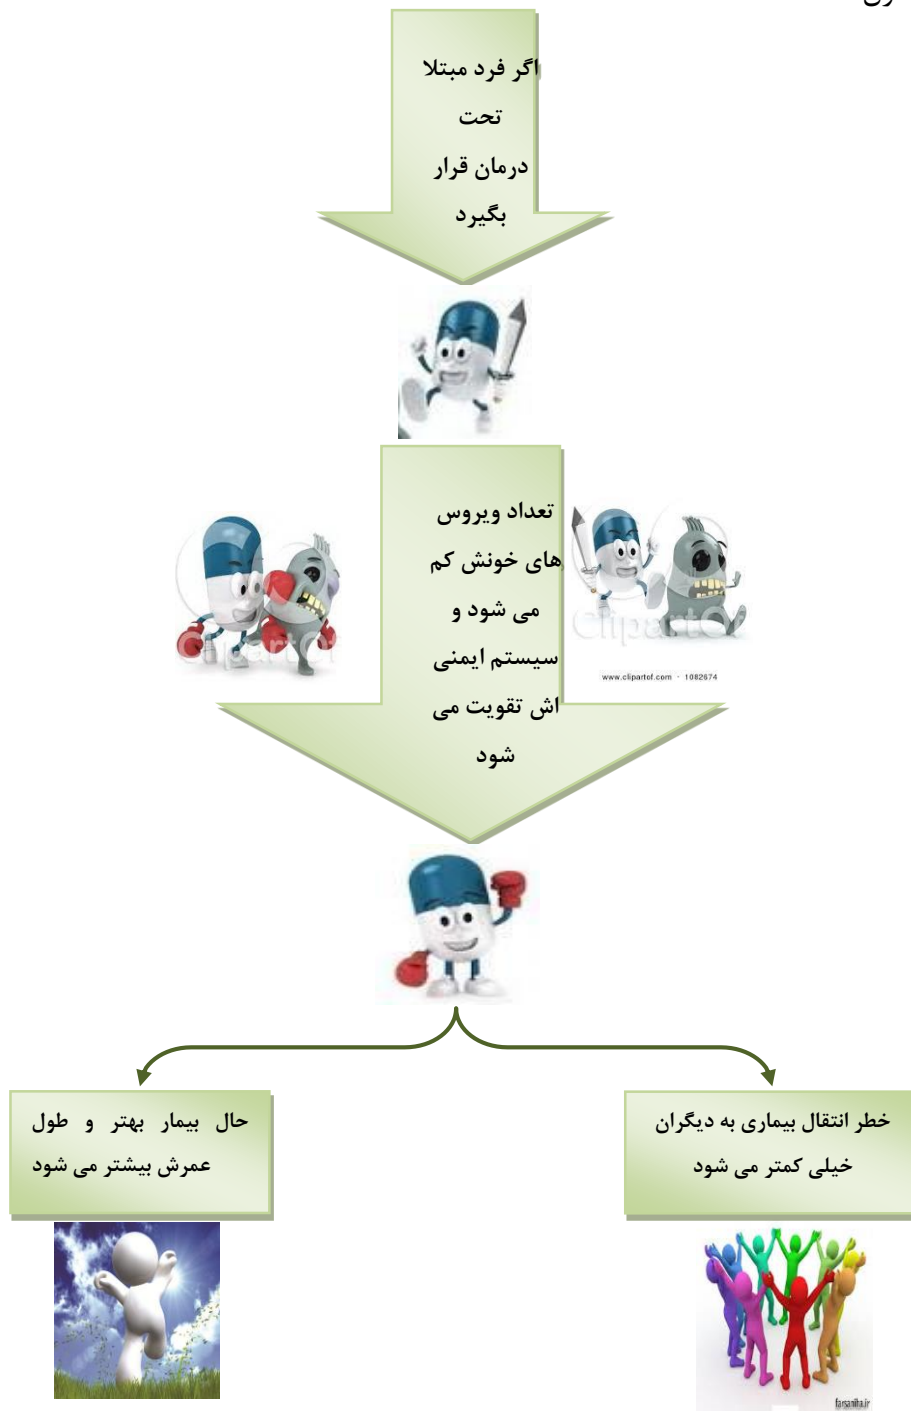 اگر فرد مبتلا
تحت
درمان قرار
بگیرد
تعداد ویروس
های خونش کم
می شود و
سیستم ایمنی
اش تقویت می
شود
www.clipartof.com - 1082674
خطر انتقال بیماری به دیگران
خیلی کمتر می شود
حال بیمار بهتر و طول
عمرش بیشتر می شود
farsaniha.ir